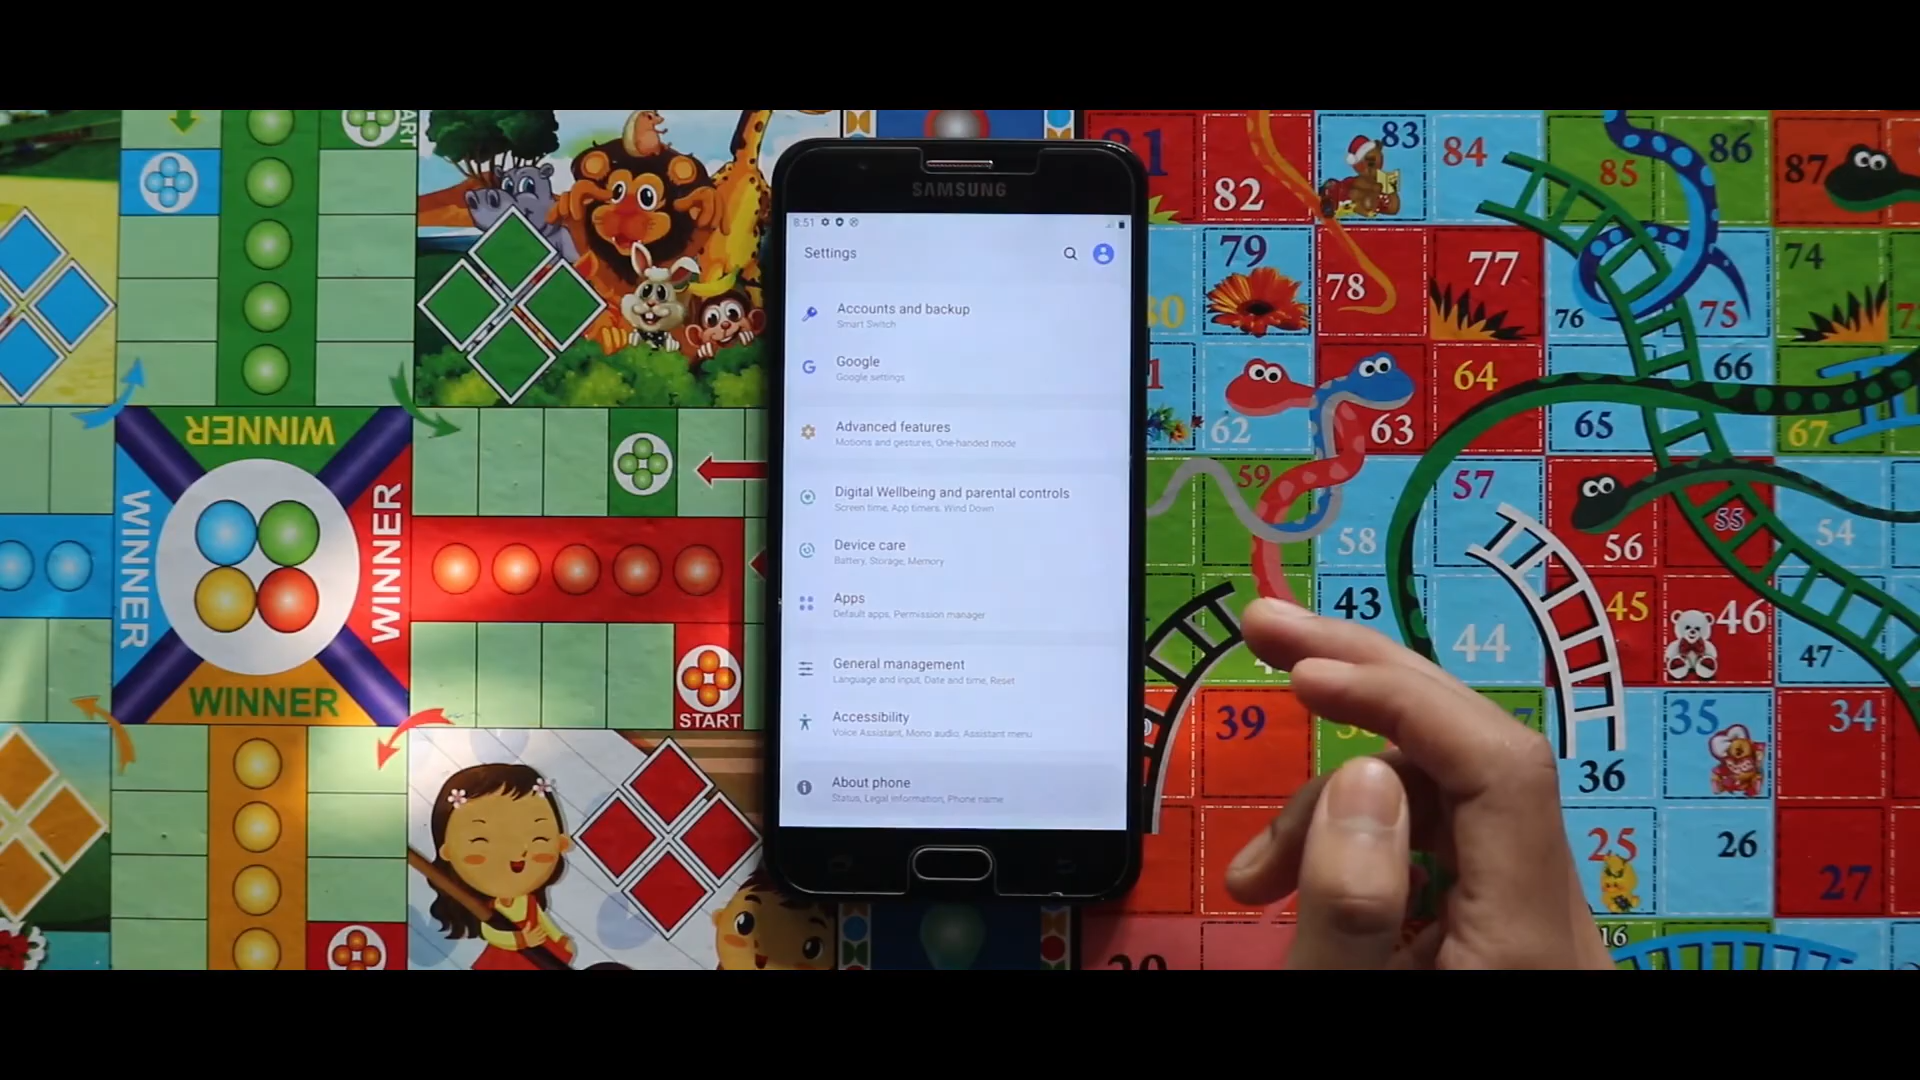 SAMSUNG
8:51
Settings
Accounts and backup
Smart Switch
Google
Google settings
Advanced features
Motions and gestures, One-handed mode
Digital Wellbeing and parental controls
Screen time, App timers, Wind Down
Device care
Battery, Storage, Memory
Apps
Default apps, Permission manager
General management
Language and input, Date and time, Reset
Accessibility
Voice Assistant, Mono audio, Assistant menu
About phone
Status, Legal information, Phone name
WINNER
WINNER
WINNER
WINNER
START
82 83 84 85 86 87
79 78 77 76 75 74
62 63 64 65 66 67
59 58 57 56 55 54
43 44 45 46 47
39 36 35 34
25 26 27
16